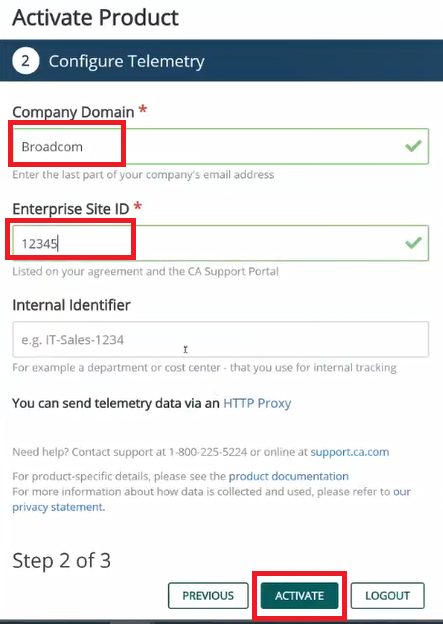 Activate Product
2 Configure Telemetry
Company Domain *
Broadcom
Enter the last part of your company's email address
Enterprise Site ID *
12345
Listed on your agreement and the CA Support Portal
Internal Identifier
e.g. IT-Sales-1234
For example a department or cost center - that you use for internal tracking
You can send telemetry data via an HTTP Proxy
Need help? Contact support at 1-800-225-5224 or online at support.ca.com
For product-specific details, please see the product documentation
For more information about how data is collected and used, please refer to our
privacy statement.
Step 2 of 3
PREVIOUS ACTIVATE LOGOUT